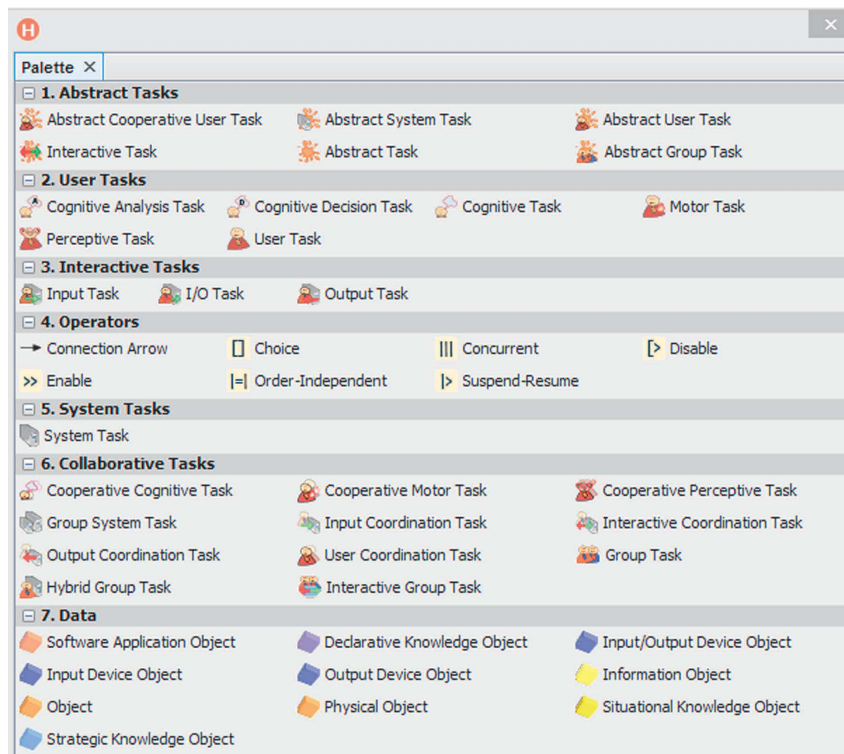 H
Palette ×
1. Abstract Tasks
Abstract Cooperative User Task Abstract System Task Abstract User Task
Interactive Task Abstract Task Abstract Group Task
2. User Tasks
Cognitive Analysis Task Cognitive Decision Task Cognitive Task Motor Task
Perceptive Task User Task
3. Interactive Tasks
Input Task I/O Task Output Task
4. Operators
Connection Arrow [] Choice ||| Concurrent [> Disable
>> Enable |=| Order-Independent |> Suspend-Resume
5. System Tasks
System Task
6. Collaborative Tasks
Cooperative Cognitive Task Cooperative Motor Task Cooperative Perceptive Task
Group System Task Input Coordination Task Interactive Coordination Task
Output Coordination Task User Coordination Task Group Task
Hybrid Group Task Interactive Group Task
7. Data
Software Application Object Declarative Knowledge Object Input/Output Device Object
Input Device Object Output Device Object Information Object
Object Physical Object Situational Knowledge Object
Strategic Knowledge Object